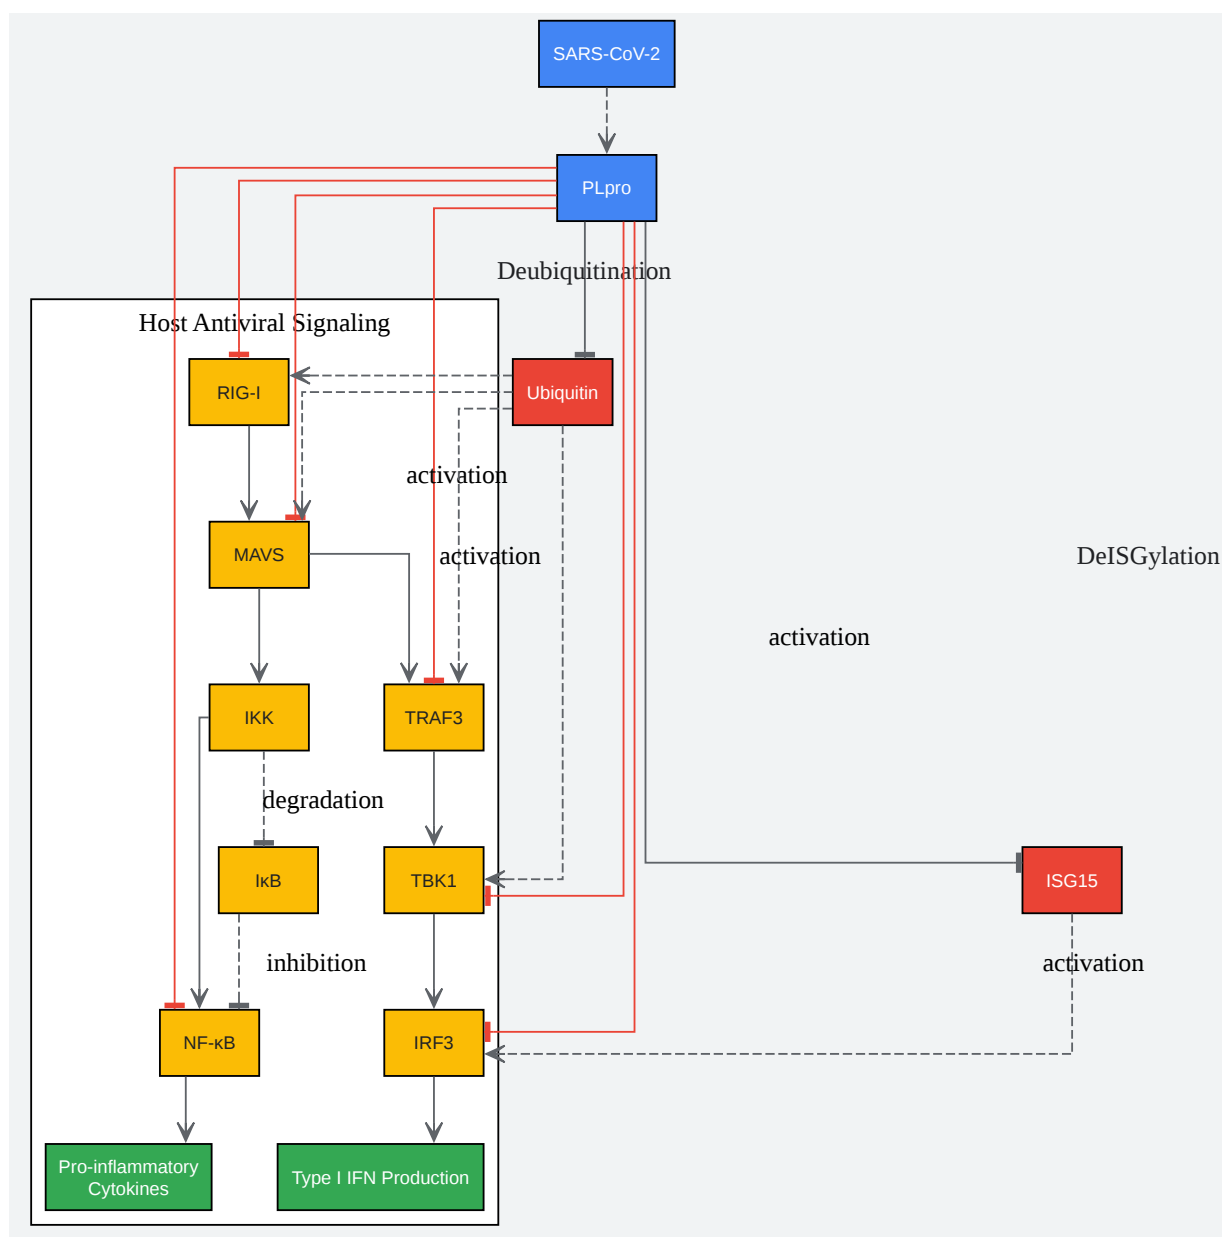 SARS-CoV-2
PLpro
Deubiquitination
Host Antiviral Signaling
RIG-I
Ubiquitin
activation
MAVS
activation
DeISGylation
activation
IKK
TRAF3
degradation
IκB
TBK1
ISG15
inhibition
activation
NF-κB
IRF3
Pro-inflammatory
Cytokines
Type I IFN Production